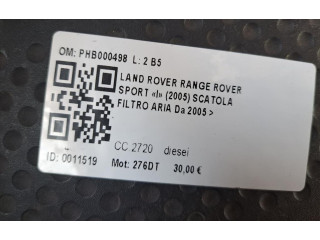 OM: PHB000498 L: 2 B5
LAND ROVER RANGE ROVER
SPORT «I» (2005) SCATOLA
FILTRO ARIA Da 2005 >
CC 2720 diesel
ID: 0011519 Mot: 276DT 30,00 €